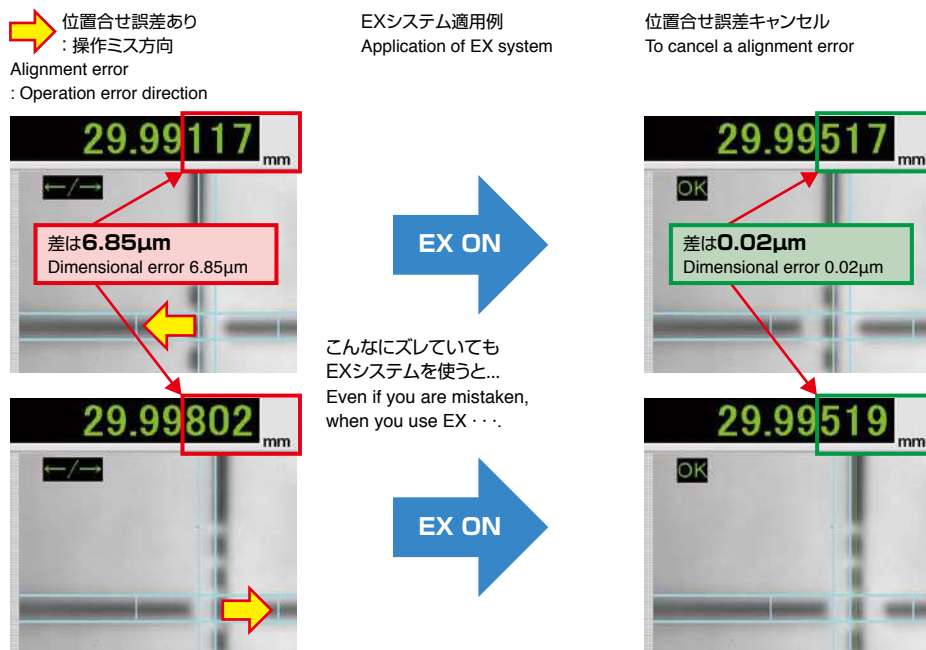 位置合せ誤差あり
：操作ミス方向
Alignment error
: Operation error direction
EXシステム適用例
Application of EX system
位置合せ誤差キャンセル
To cancel a alignment error
29.99117 mm
←/→
差は6.85μm
Dimensional error 6.85μm
EX ON
29.99517 mm
OK
差は0.02μm
Dimensional error 0.02μm
こんなにズレていても
EXシステムを使うと...
Even if you are mistaken,
when you use EX ・・・.
29.99802 mm
←/→
EX ON
29.99519 mm
OK